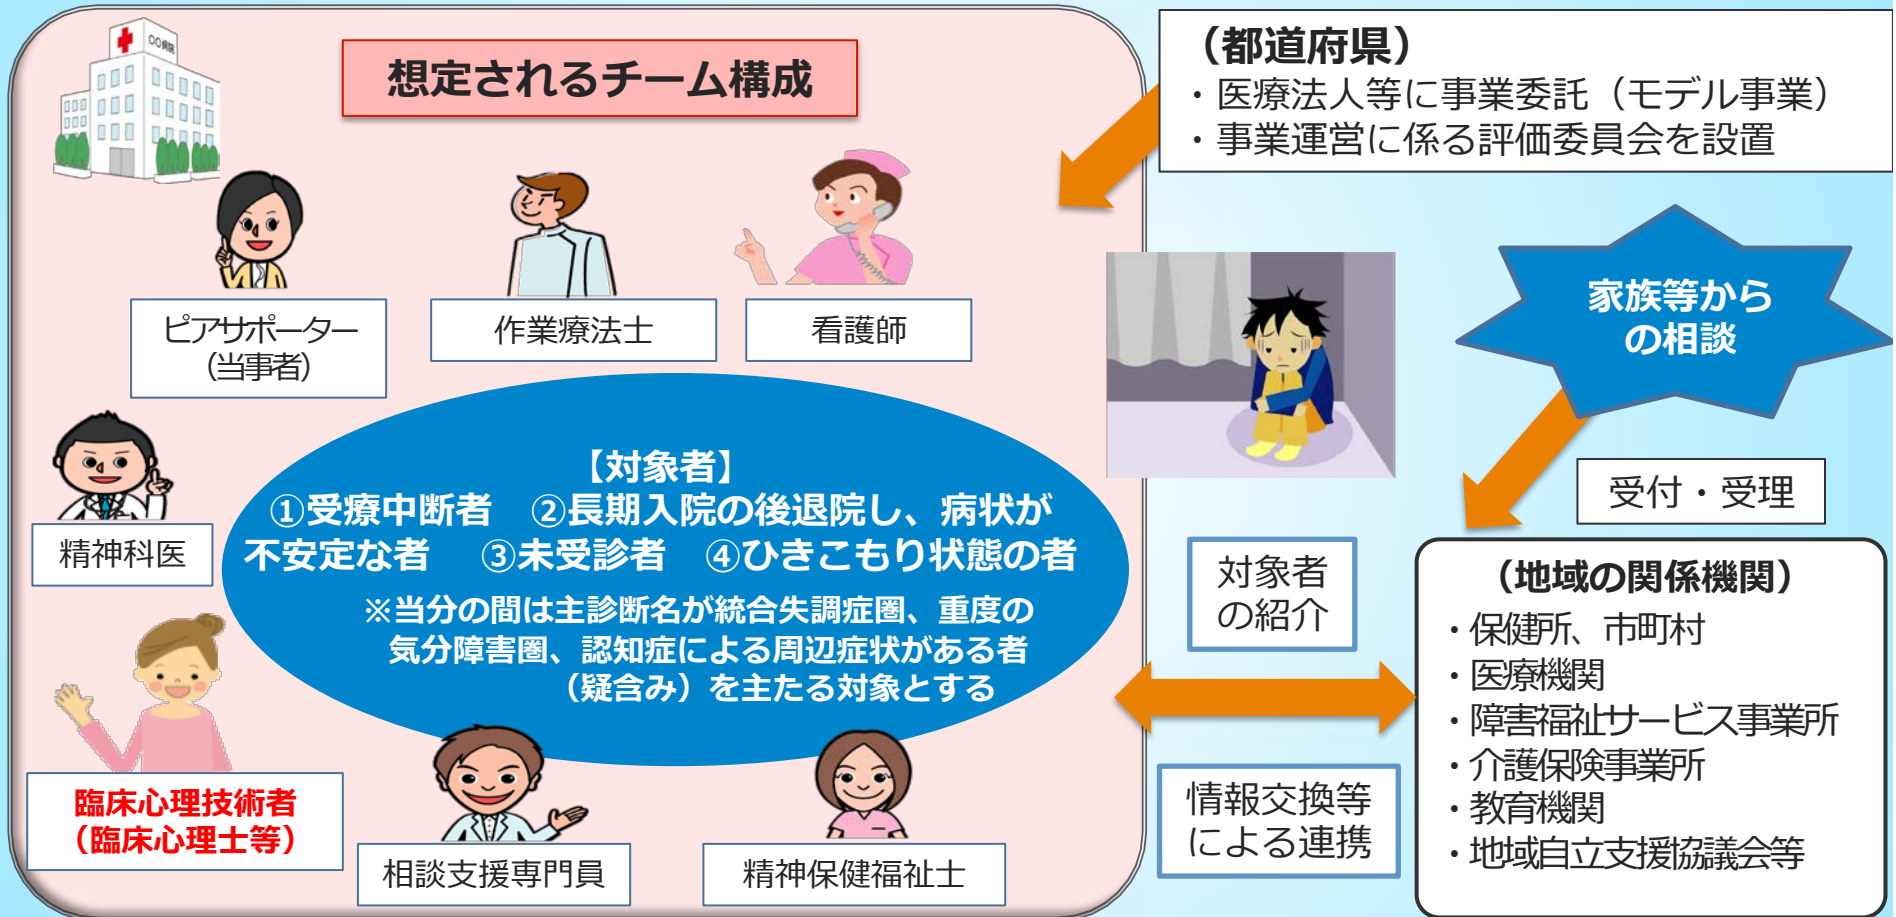 〇〇病院
想定されるチーム構成
(都道府県)
・医療法人等に事業委託(モデル事業)
・事業運営に係る評価委員会を設置
ピアサポーター
(当事者)
作業療法士
看護師
家族等から
の相談
精神科医
【対象者】
①受療中断者 ②長期入院の後退院し、病状が
不安定な者 ③未受診者 ④ひきこもり状態の者
※当分の間は主診断名が統合失調症圏、重度の
気分障害圏、認知症による周辺症状がある者
(疑含み)を主たる対象とする
受付・受理
対象者
の紹介
(地域の関係機関)
・保健所、市町村
・医療機関
・障害福祉サービス事業所
・介護保険事業所
・教育機関
・地域自立支援協議会等
臨床心理技術者
(臨床心理士等)
相談支援専門員
精神保健福祉士
情報交換等
による連携